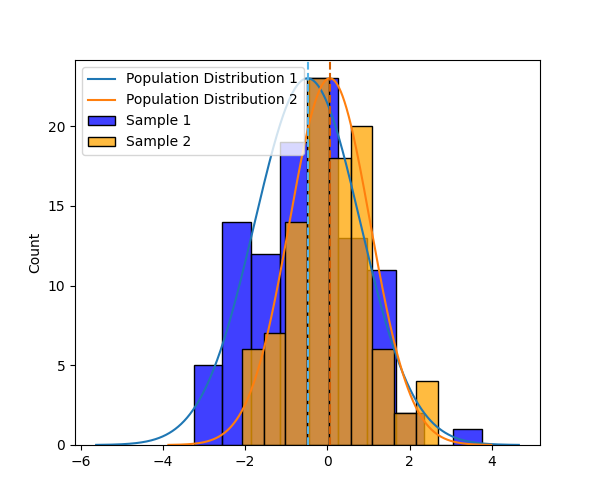 Population Distribution 1
Population Distribution 2
Sample 1
Sample 2
Count
20
15
10
5
0
−6
−4
−2
0
2
4